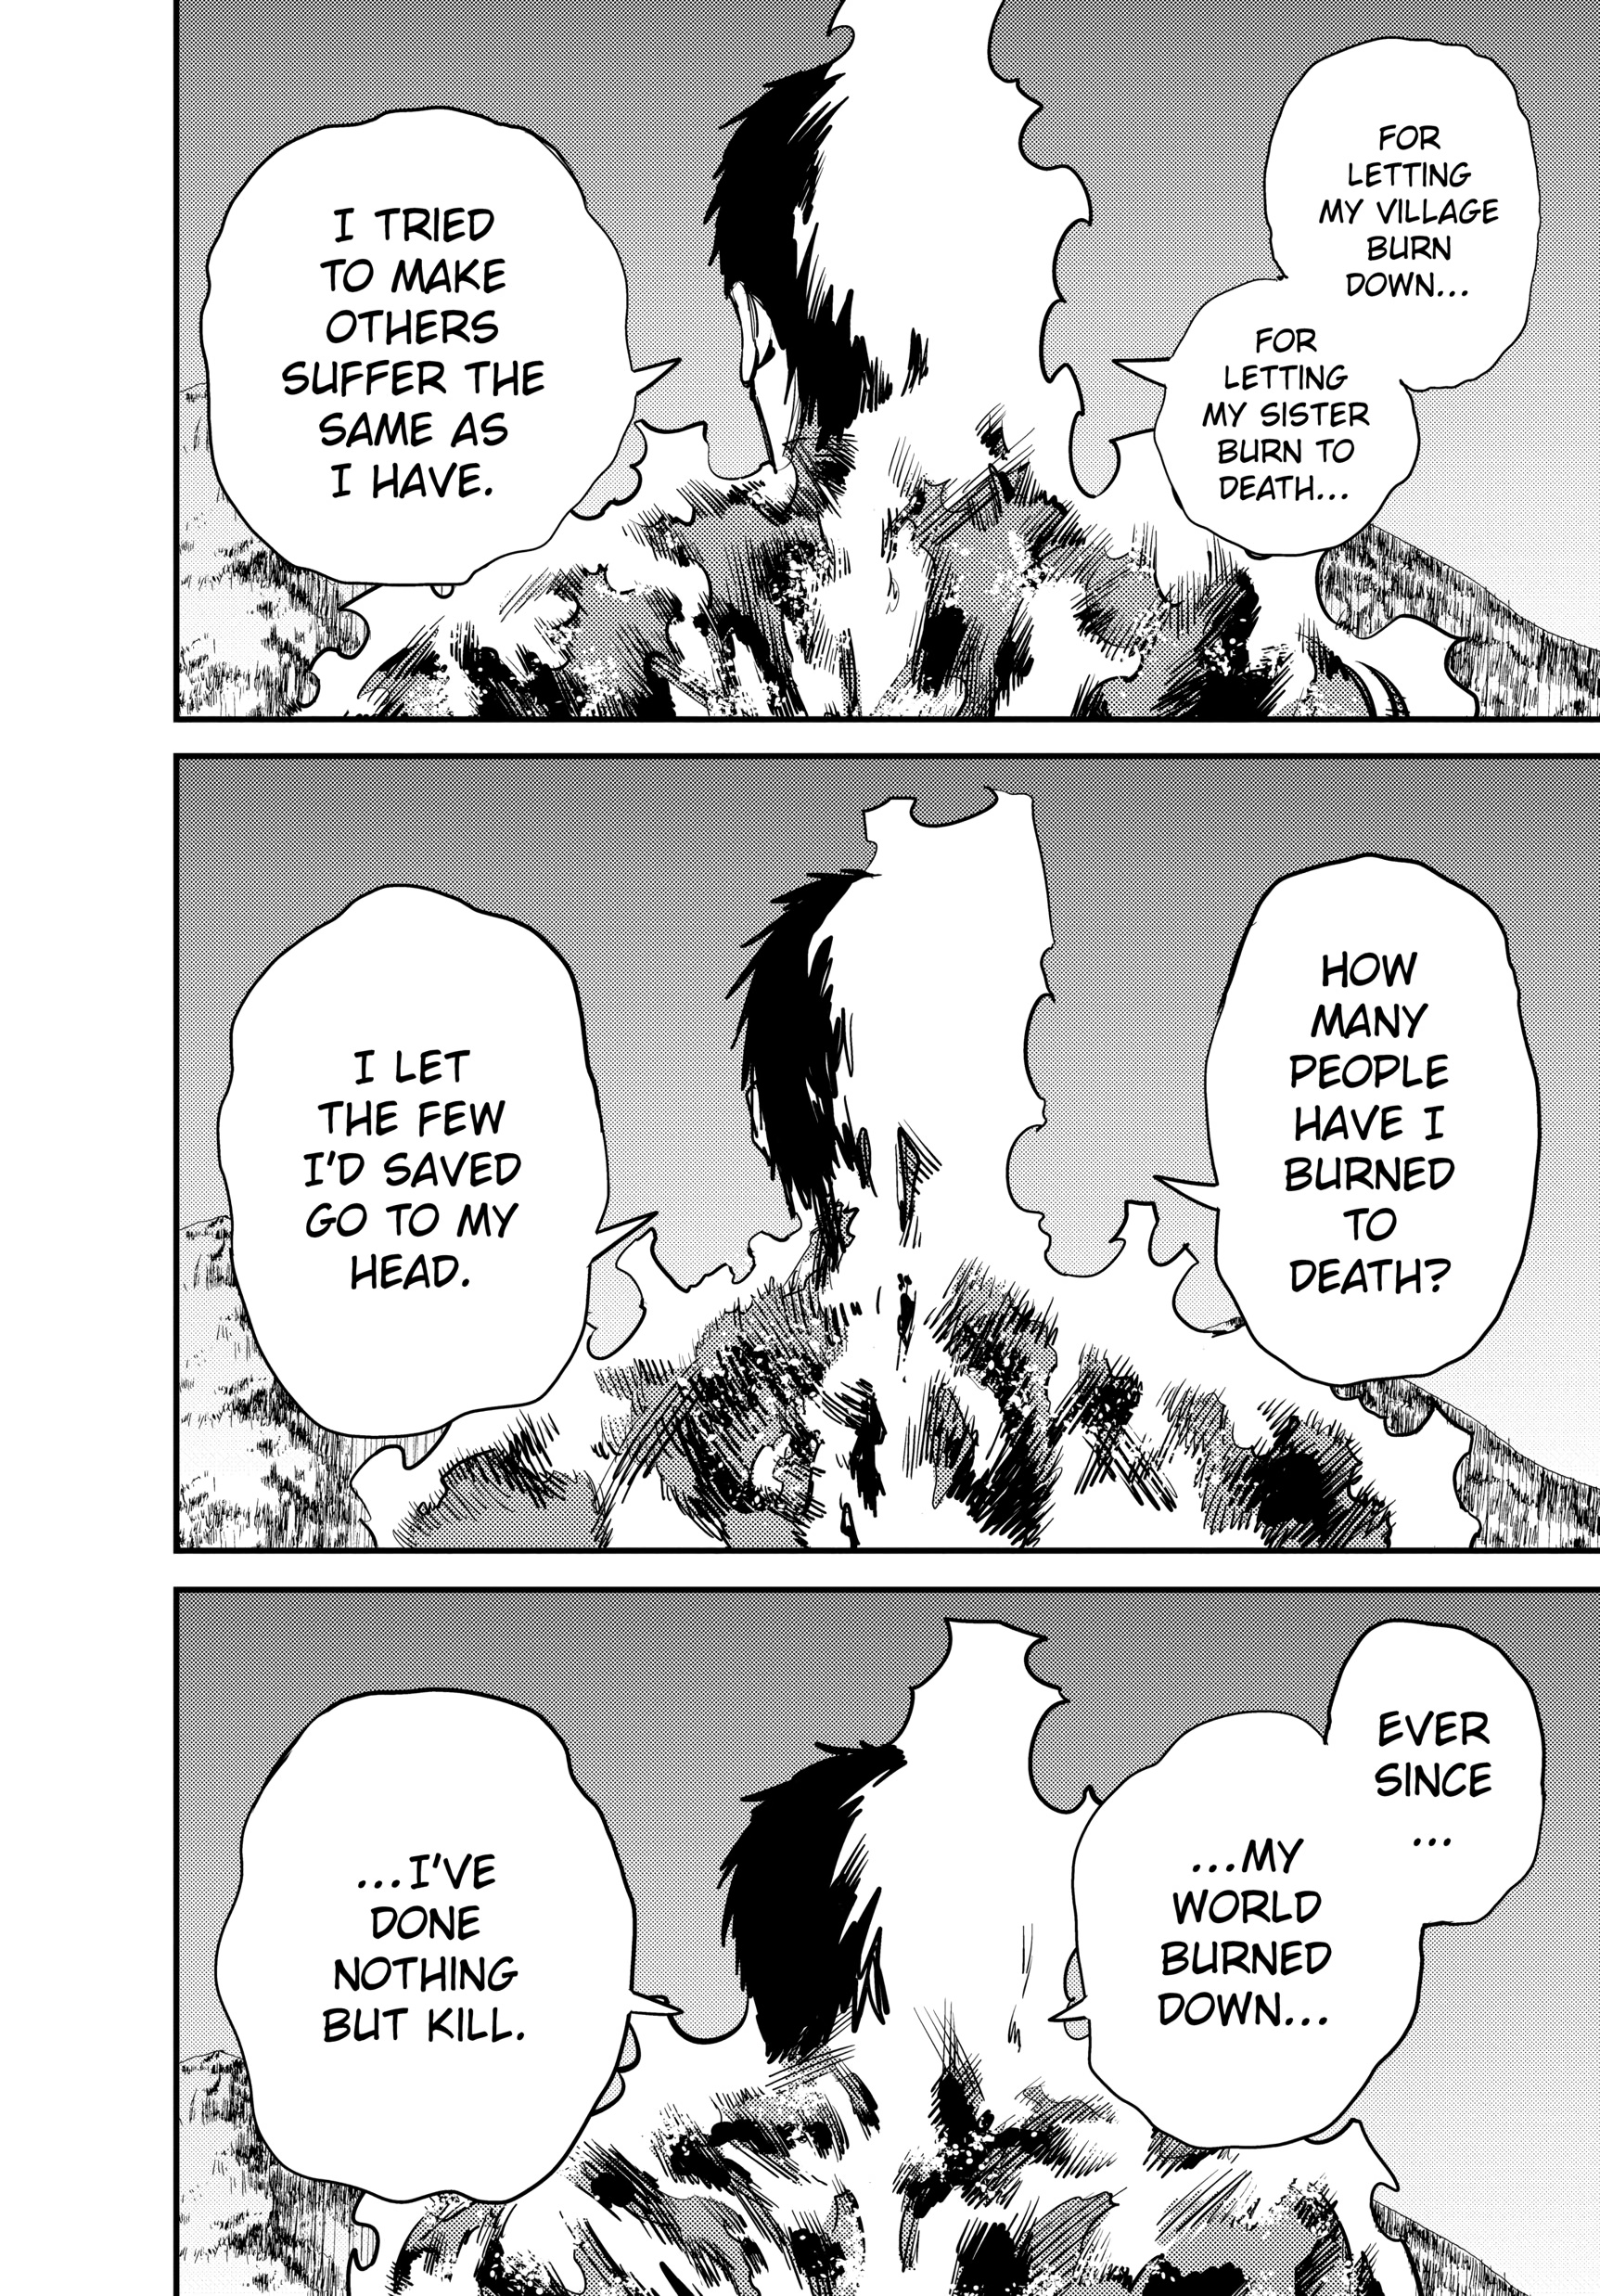 FOR
LETTING
MY VILLAGE
BURN
DOWN...
FOR
LETTING
MY SISTER
BURN TO
DEATH...
I TRIED
TO MAKE
OTHERS
SUFFER THE
SAME AS
I HAVE.
HOW
MANY
PEOPLE
HAVE I
BURNED
TO
DEATH?
I LET
THE FEW
I'D SAVED
GO TO MY
HEAD.
EVER
SINCE
...
...MY
WORLD
BURNED
DOWN...
...I'VE
DONE
NOTHING
BUT KILL.